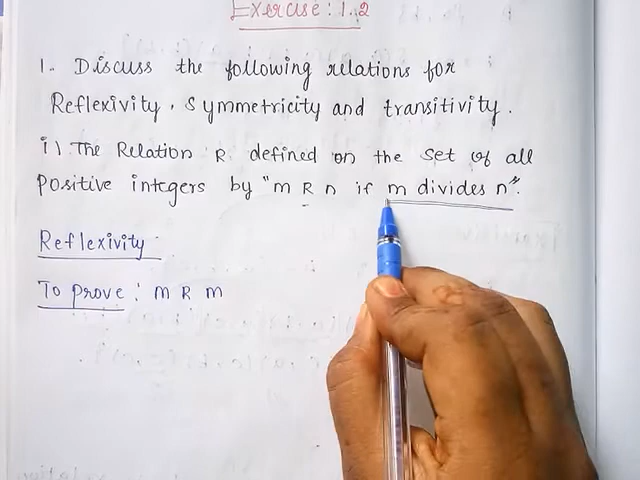 Exercise : 1.2
1. Discuss the following relations for
Reflexivity, symmetricity and transitivity.
i) The Relation R defined on the set of all
positive integers by "m R n if m divides n".
Reflexivity
To prove : m R m